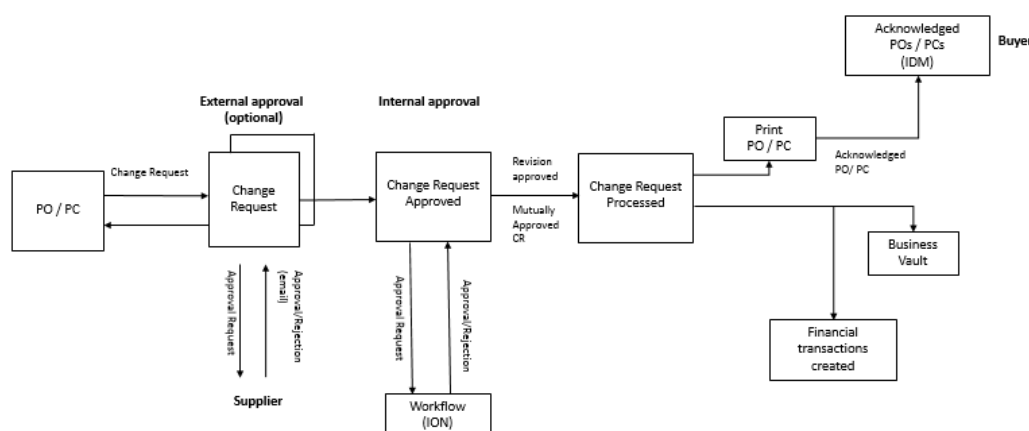 Acknowledged
POs / PCs
(IDM)
Buyer
External approval
(optional)
Internal approval
Print
PO / PC
Acknowledged
PO/ PC
Change Request
Revision
approved
PO / PC
Change
Request
Change Request
Approved
Mutually
Approved
CR
Change Request
Processed
Business
Vault
Approval Request
Approval/Rejection
(email)
Approval Request
Approval/Rejection
Financial
transactions
created
Supplier
Workflow
(ION)